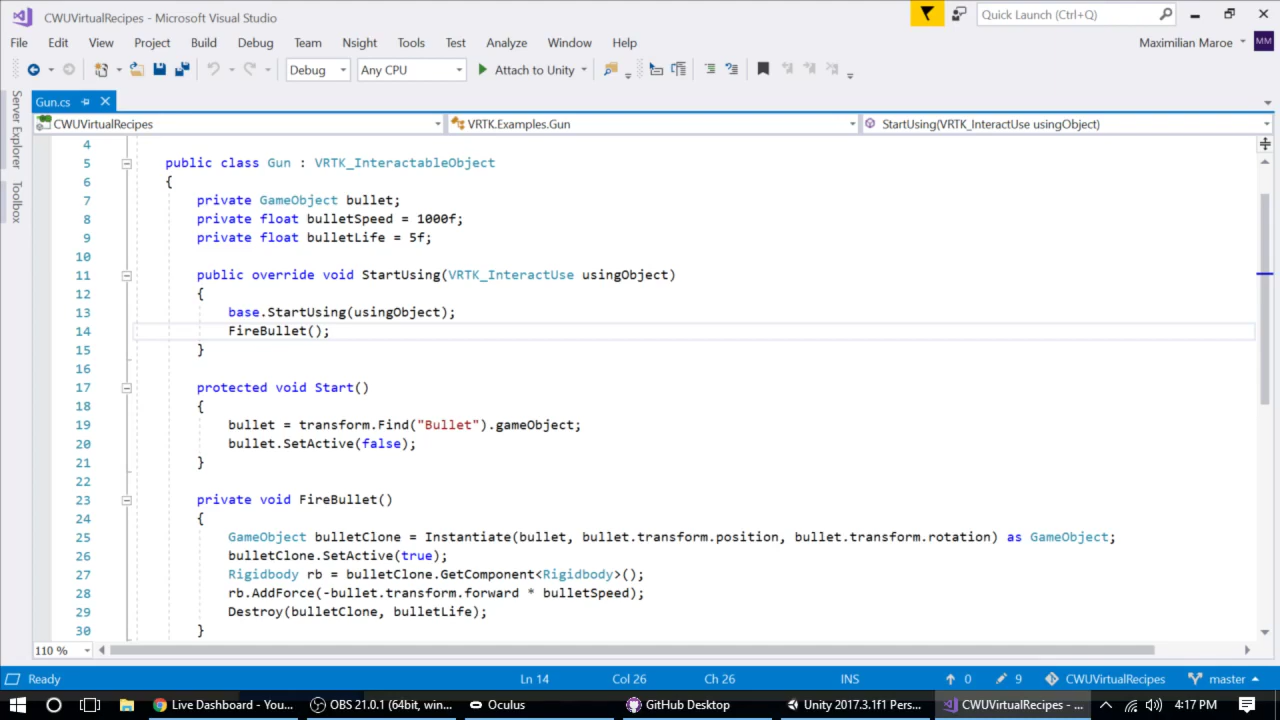 CWUVirtualRecipes - Microsoft Visual Studio
Quick Launch (Ctrl+Q)
File Edit View Project Build Debug Team Nsight Tools Test Analyze Window Help
Maximilian Maroe MM
Debug Any CPU Attach to Unity
Server Explorer
Toolbox
Gun.cs
CWUVirtualRecipes VRTK.Examples.Gun StartUsing(VRTK_InteractUse usingObject)
4
5 public class Gun : VRTK_InteractableObject
6 {
7 private GameObject bullet;
8 private float bulletSpeed = 1000f;
9 private float bulletLife = 5f;
10
11 public override void StartUsing(VRTK_InteractUse usingObject)
12 {
13 base.StartUsing(usingObject);
14 FireBullet();
15 }
16
17 protected void Start()
18 {
19 bullet = transform.Find("Bullet").gameObject;
20 bullet.SetActive(false);
21 }
22
23 private void FireBullet()
24 {
25 GameObject bulletClone = Instantiate(bullet, bullet.transform.position, bullet.transform.rotation) as GameObject;
26 bulletClone.SetActive(true);
27 Rigidbody rb = bulletClone.GetComponent<Rigidbody>();
28 rb.AddForce(-bullet.transform.forward * bulletSpeed);
29 Destroy(bulletClone, bulletLife);
30 }
110 %
Ready Ln 14 Col 26 Ch 26 INS 0 9 CWUVirtualRecipes master
Live Dashboard - You... OBS 21.0.1 (64bit, win... Oculus GitHub Desktop Unity 2017.3.1f1 Pers... CWUVirtualRecipes - ... 4:17 PM